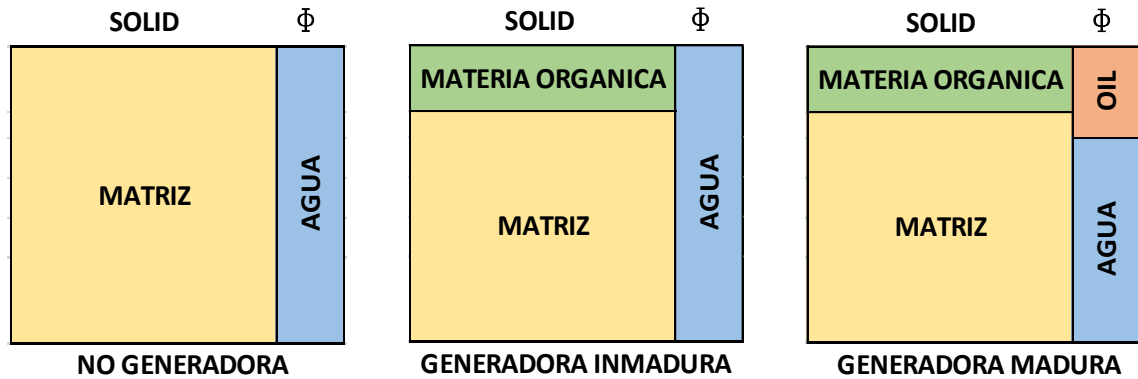 SOLID Φ
MATRIZ
AGUA
NO GENERADORA
SOLID Φ
MATERIA ORGANICA
MATRIZ
AGUA
GENERADORA INMADURA
SOLID Φ
MATERIA ORGANICA
OIL
MATRIZ
AGUA
GENERADORA MADURA